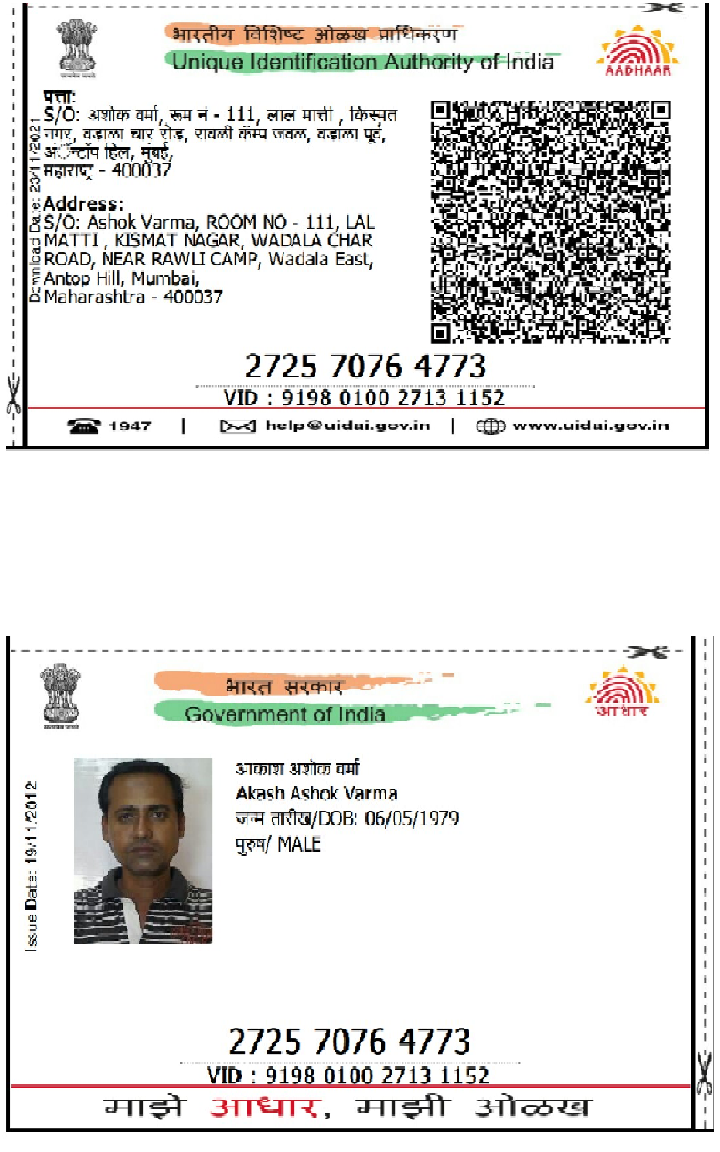 भारतीय विशिष्ट ओळख प्राधिकरण
Unique Identification Authority of India
AADHAAR
पत्ता:
S/O: अशोक वर्मा, रूम नं - 111, लाल मात्ती , किस्मत
नगर, वडाळा चार रोड, रावळी कॅम्प जवळ, वडाळा पूर्व,
अॅन्टॉप हिल, मुंबई,
महाराष्ट्र - 400037
Address:
S/O: Ashok Varma, ROOM NO - 111, LAL
MATTI , KISMAT NAGAR, WADALA CHAR
ROAD, NEAR RAWLI CAMP, Wadala East,
Antop Hill, Mumbai,
Maharashtra - 400037
Download Date: 23/11/2021
2725 7076 4773
VID : 9198 0100 2713 1152
1947 | help@uidai.gov.in | www.uidai.gov.in
भारत सरकार
Government of India
आधार
आकाश अशोक वर्मा
Akash Ashok Varma
जन्म तारीख/DOB: 06/05/1979
पुरुष/ MALE
Issue Date: 19/11/2012
2725 7076 4773
VID : 9198 0100 2713 1152
माझे आधार, माझी ओळख